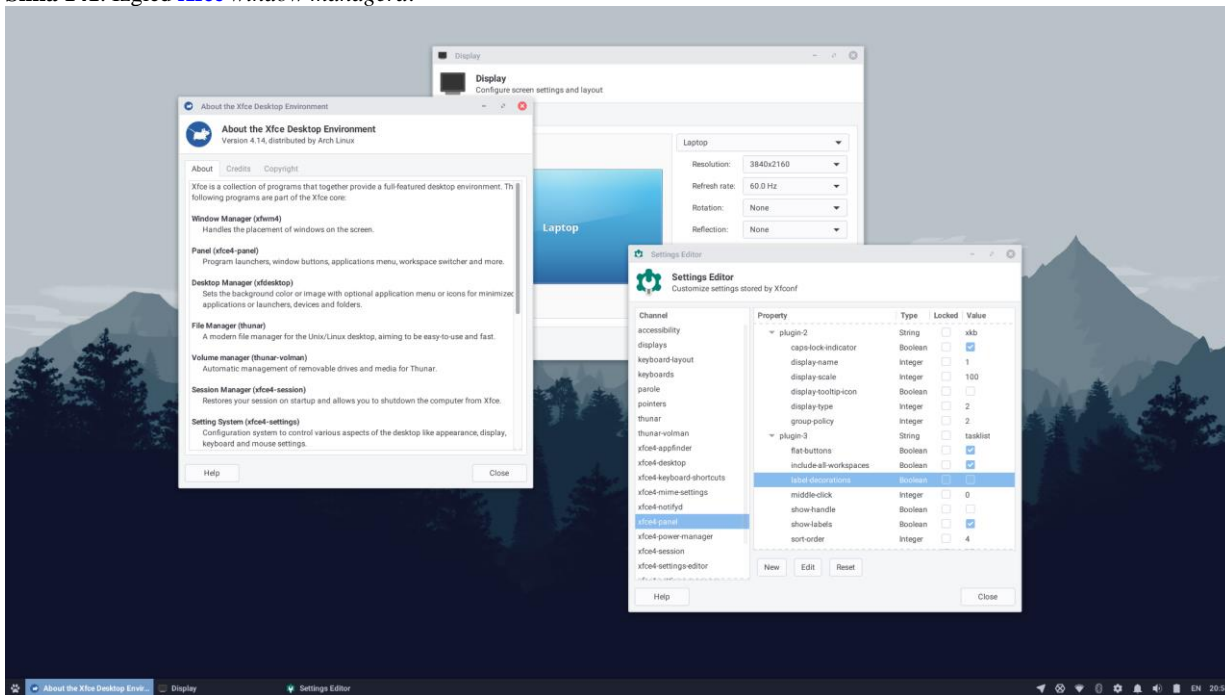 Display
Display
Configure screen settings and layout
Laptop
Resolution: 3840x2160
Refresh rate: 60.0 Hz
Rotation: None
Reflection: None
Laptop
About the Xfce Desktop Environment
About the Xfce Desktop Environment
Version 4.14, distributed by Arch Linux
About Credits Copyright
Xfce is a collection of programs that together provide a full-featured desktop environment. Th
following programs are part of the Xfce core:
Window Manager (xfwm4)
Handles the placement of windows on the screen.
Panel (xfce4-panel)
Program launchers, window buttons, applications menu, workspace switcher and more.
Desktop Manager (xfdesktop)
Sets the background color or image with optional application menu or icons for minimized
applications or launchers, devices and folders.
File Manager (thunar)
A modern file manager for the Unix/Linux desktop, aiming to be easy-to-use and fast.
Volume manager (thunar-volman)
Automatic management of removable drives and media for Thunar.
Session Manager (xfce4-session)
Restores your session on startup and allows you to shutdown the computer from Xfce.
Setting System (xfce4-settings)
Configuration system to control various aspects of the desktop like appearance, display,
keyboard and mouse settings.
Help Close
Settings Editor
Settings Editor
Customize settings stored by Xfconf
Channel
accessibility
displays
keyboard-layout
keyboards
parole
pointers
thunar
thunar-volman
xfce4-appfinder
xfce4-desktop
xfce4-keyboard-shortcuts
xfce4-mime-settings
xfce4-notifyd
xfce4-panel
xfce4-power-manager
xfce4-session
xfce4-settings-editor
Property Type Locked Value
plugin-2 String xkb
caps-lock-indicator Boolean
display-name Integer 1
display-scale Integer 100
display-tooltip-icon Boolean
display-type Integer 2
group-policy Integer 2
plugin-3 String tasklist
flat-buttons Boolean
include-all-workspaces Boolean
label-decorations Boolean
middle-click Integer 0
show-handle Boolean
show-labels Boolean
sort-order Integer 4
New Edit Reset
Help Close
About the Xfce Desktop Envir... Display Settings Editor EN